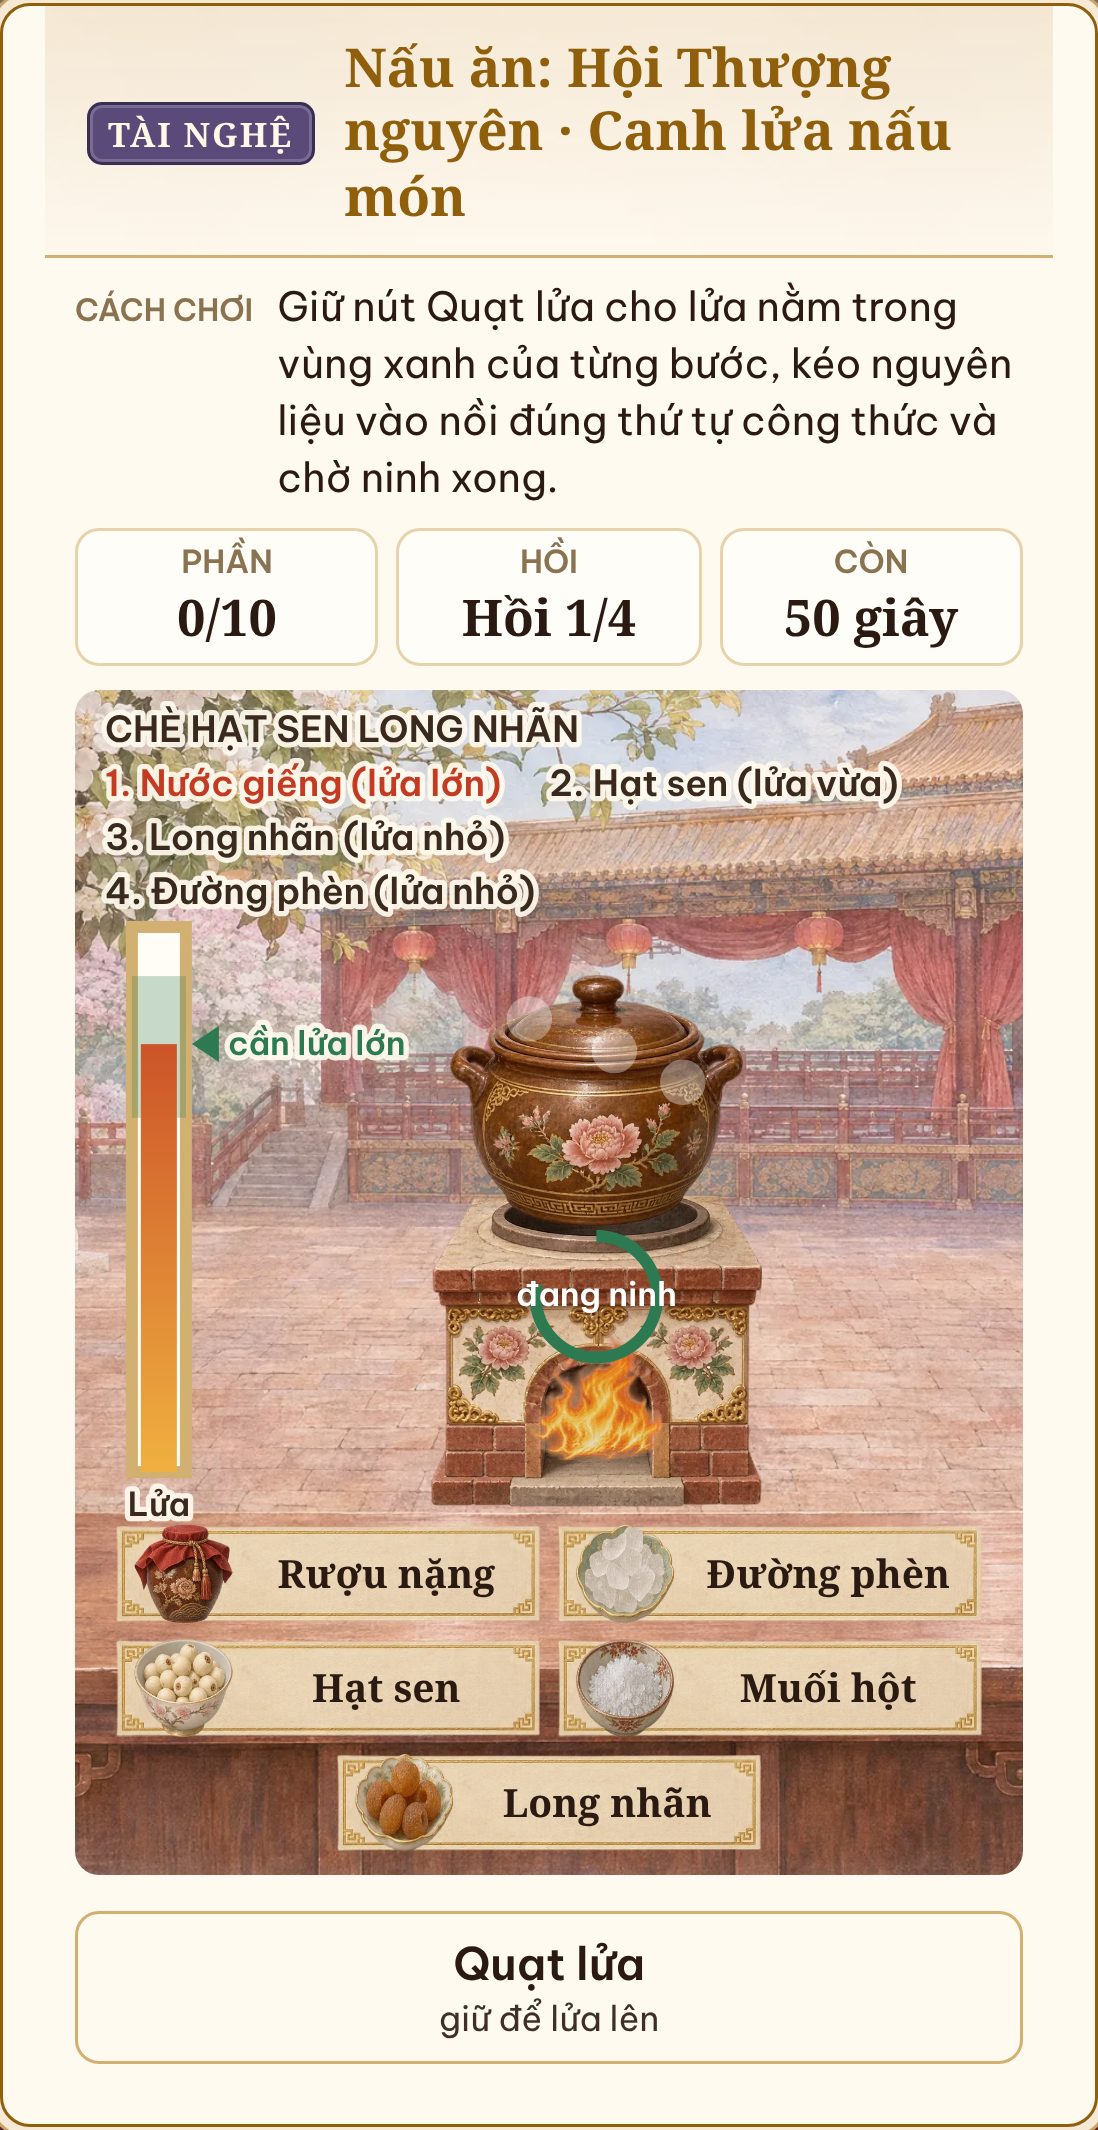 TÀI NGHỆ
Nấu ăn: Hội Thượng
nguyên · Canh lửa nấu
món
CÁCH CHƠI
Giữ nút Quạt lửa cho lửa nằm trong
vùng xanh của từng bước, kéo nguyên
liệu vào nồi đúng thứ tự công thức và
chờ ninh xong.
PHẦN
0/10
HỒI
Hồi 1/4
CÒN
50 giây
CHÈ HẠT SEN LONG NHÃN
1. Nước giếng (lửa lớn) 2. Hạt sen (lửa vừa)
3. Long nhãn (lửa nhỏ)
4. Đường phèn (lửa nhỏ)
cần lửa lớn
đang ninh
Lửa
Rượu nặng
Đường phèn
Hạt sen
Muối hột
Long nhãn
Quạt lửa
giữ để lửa lên